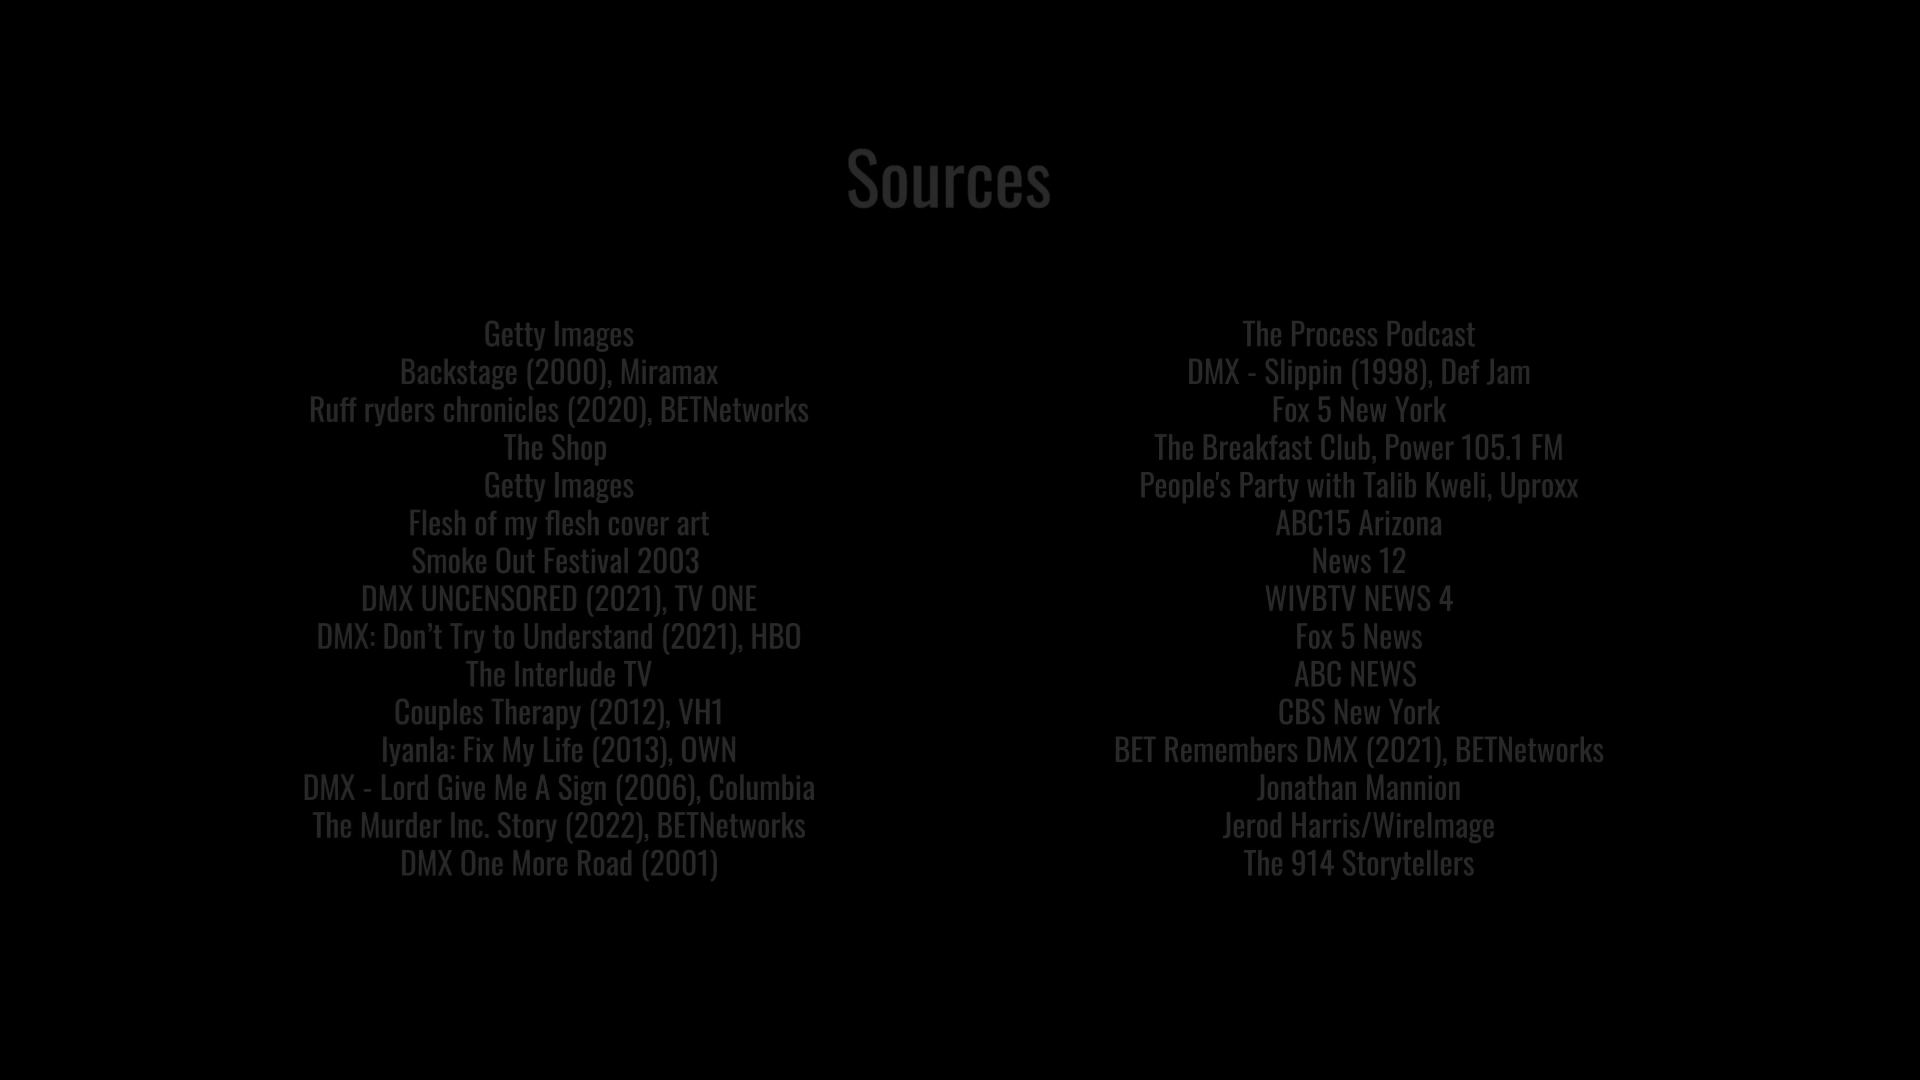 Sources
Getty Images
Backstage (2000), Miramax
Ruff ryders chronicles (2020), BETNetworks
The Shop
Getty Images
Flesh of my flesh cover art
Smoke Out Festival 2003
DMX UNCENSORED (2021), TV ONE
DMX: Don’t Try to Understand (2021), HBO
The Interlude TV
Couples Therapy (2012), VH1
Iyanla: Fix My Life (2013), OWN
DMX - Lord Give Me A Sign (2006), Columbia
The Murder Inc. Story (2022), BETNetworks
DMX One More Road (2001)
The Process Podcast
DMX - Slippin (1998), Def Jam
Fox 5 New York
The Breakfast Club, Power 105.1 FM
People's Party with Talib Kweli, Uproxx
ABC15 Arizona
News 12
WIVBTV NEWS 4
Fox 5 News
ABC NEWS
CBS New York
BET Remembers DMX (2021), BETNetworks
Jonathan Mannion
Jerod Harris/WireImage
The 914 Storytellers